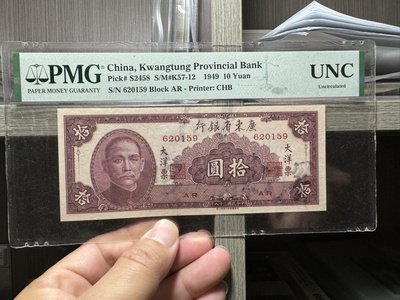 PMG
PAPER MONEY GUARANTY
China, Kwangtung Provincial Bank
Pick# S2458 S/M#K57-12 1949 10 Yuan
S/N 620159 Block AR - Printer: CHB
UNC
Uncirculated
行銀省東廣
620159
620159
大洋票
圓拾
大洋票
拾
拾
拾
拾
AR
AR